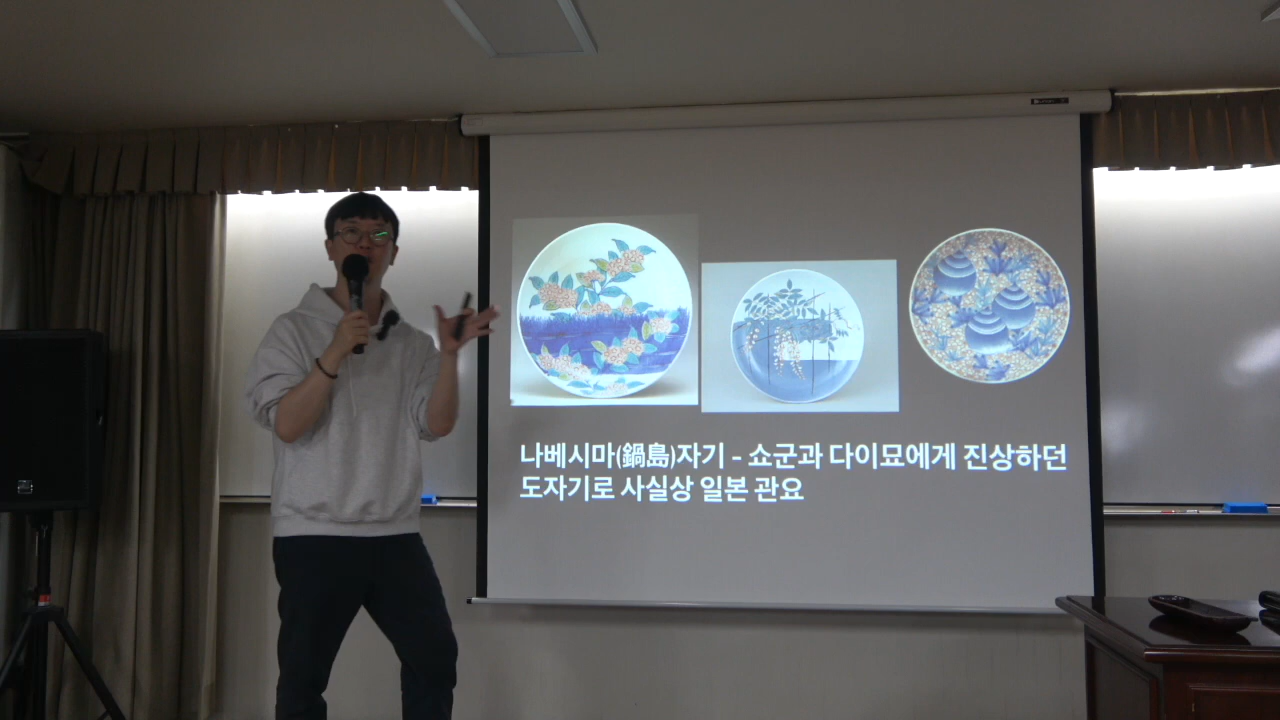 나베시마(鍋島)자기 - 쇼군과 다이묘에게 진상하던
도자기로 사실상 일본 관요